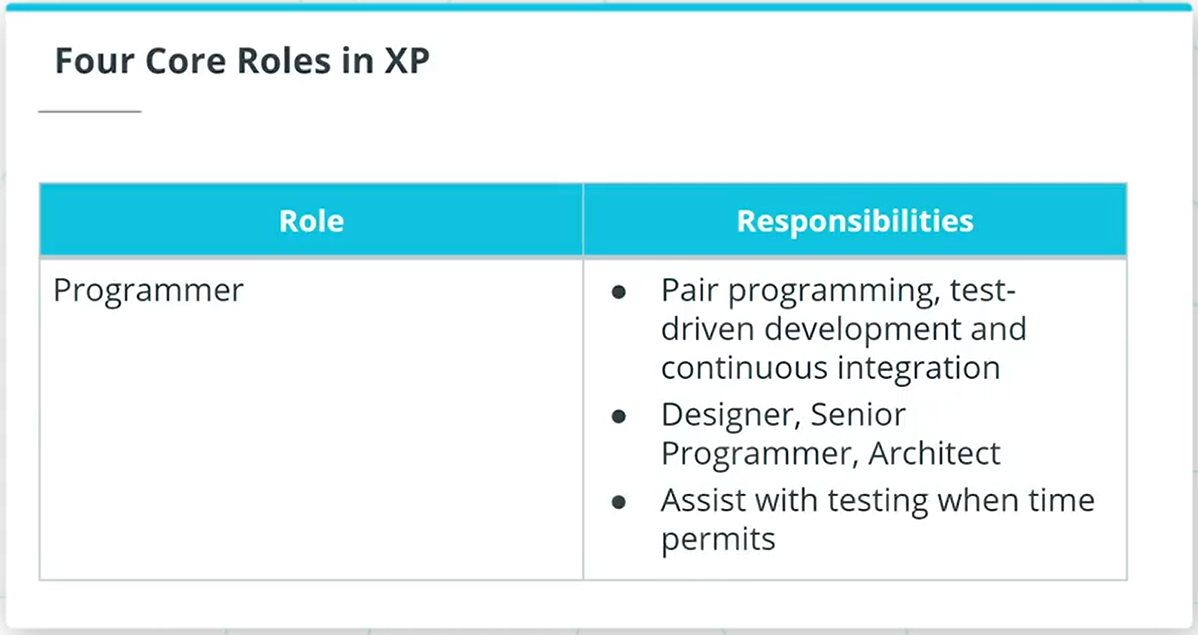 Four Core Roles in XP
Role
Responsibilities
Programmer
● Pair programming, test-
driven development and
continuous integration
● Designer, Senior
Programmer, Architect
● Assist with testing when time
permits